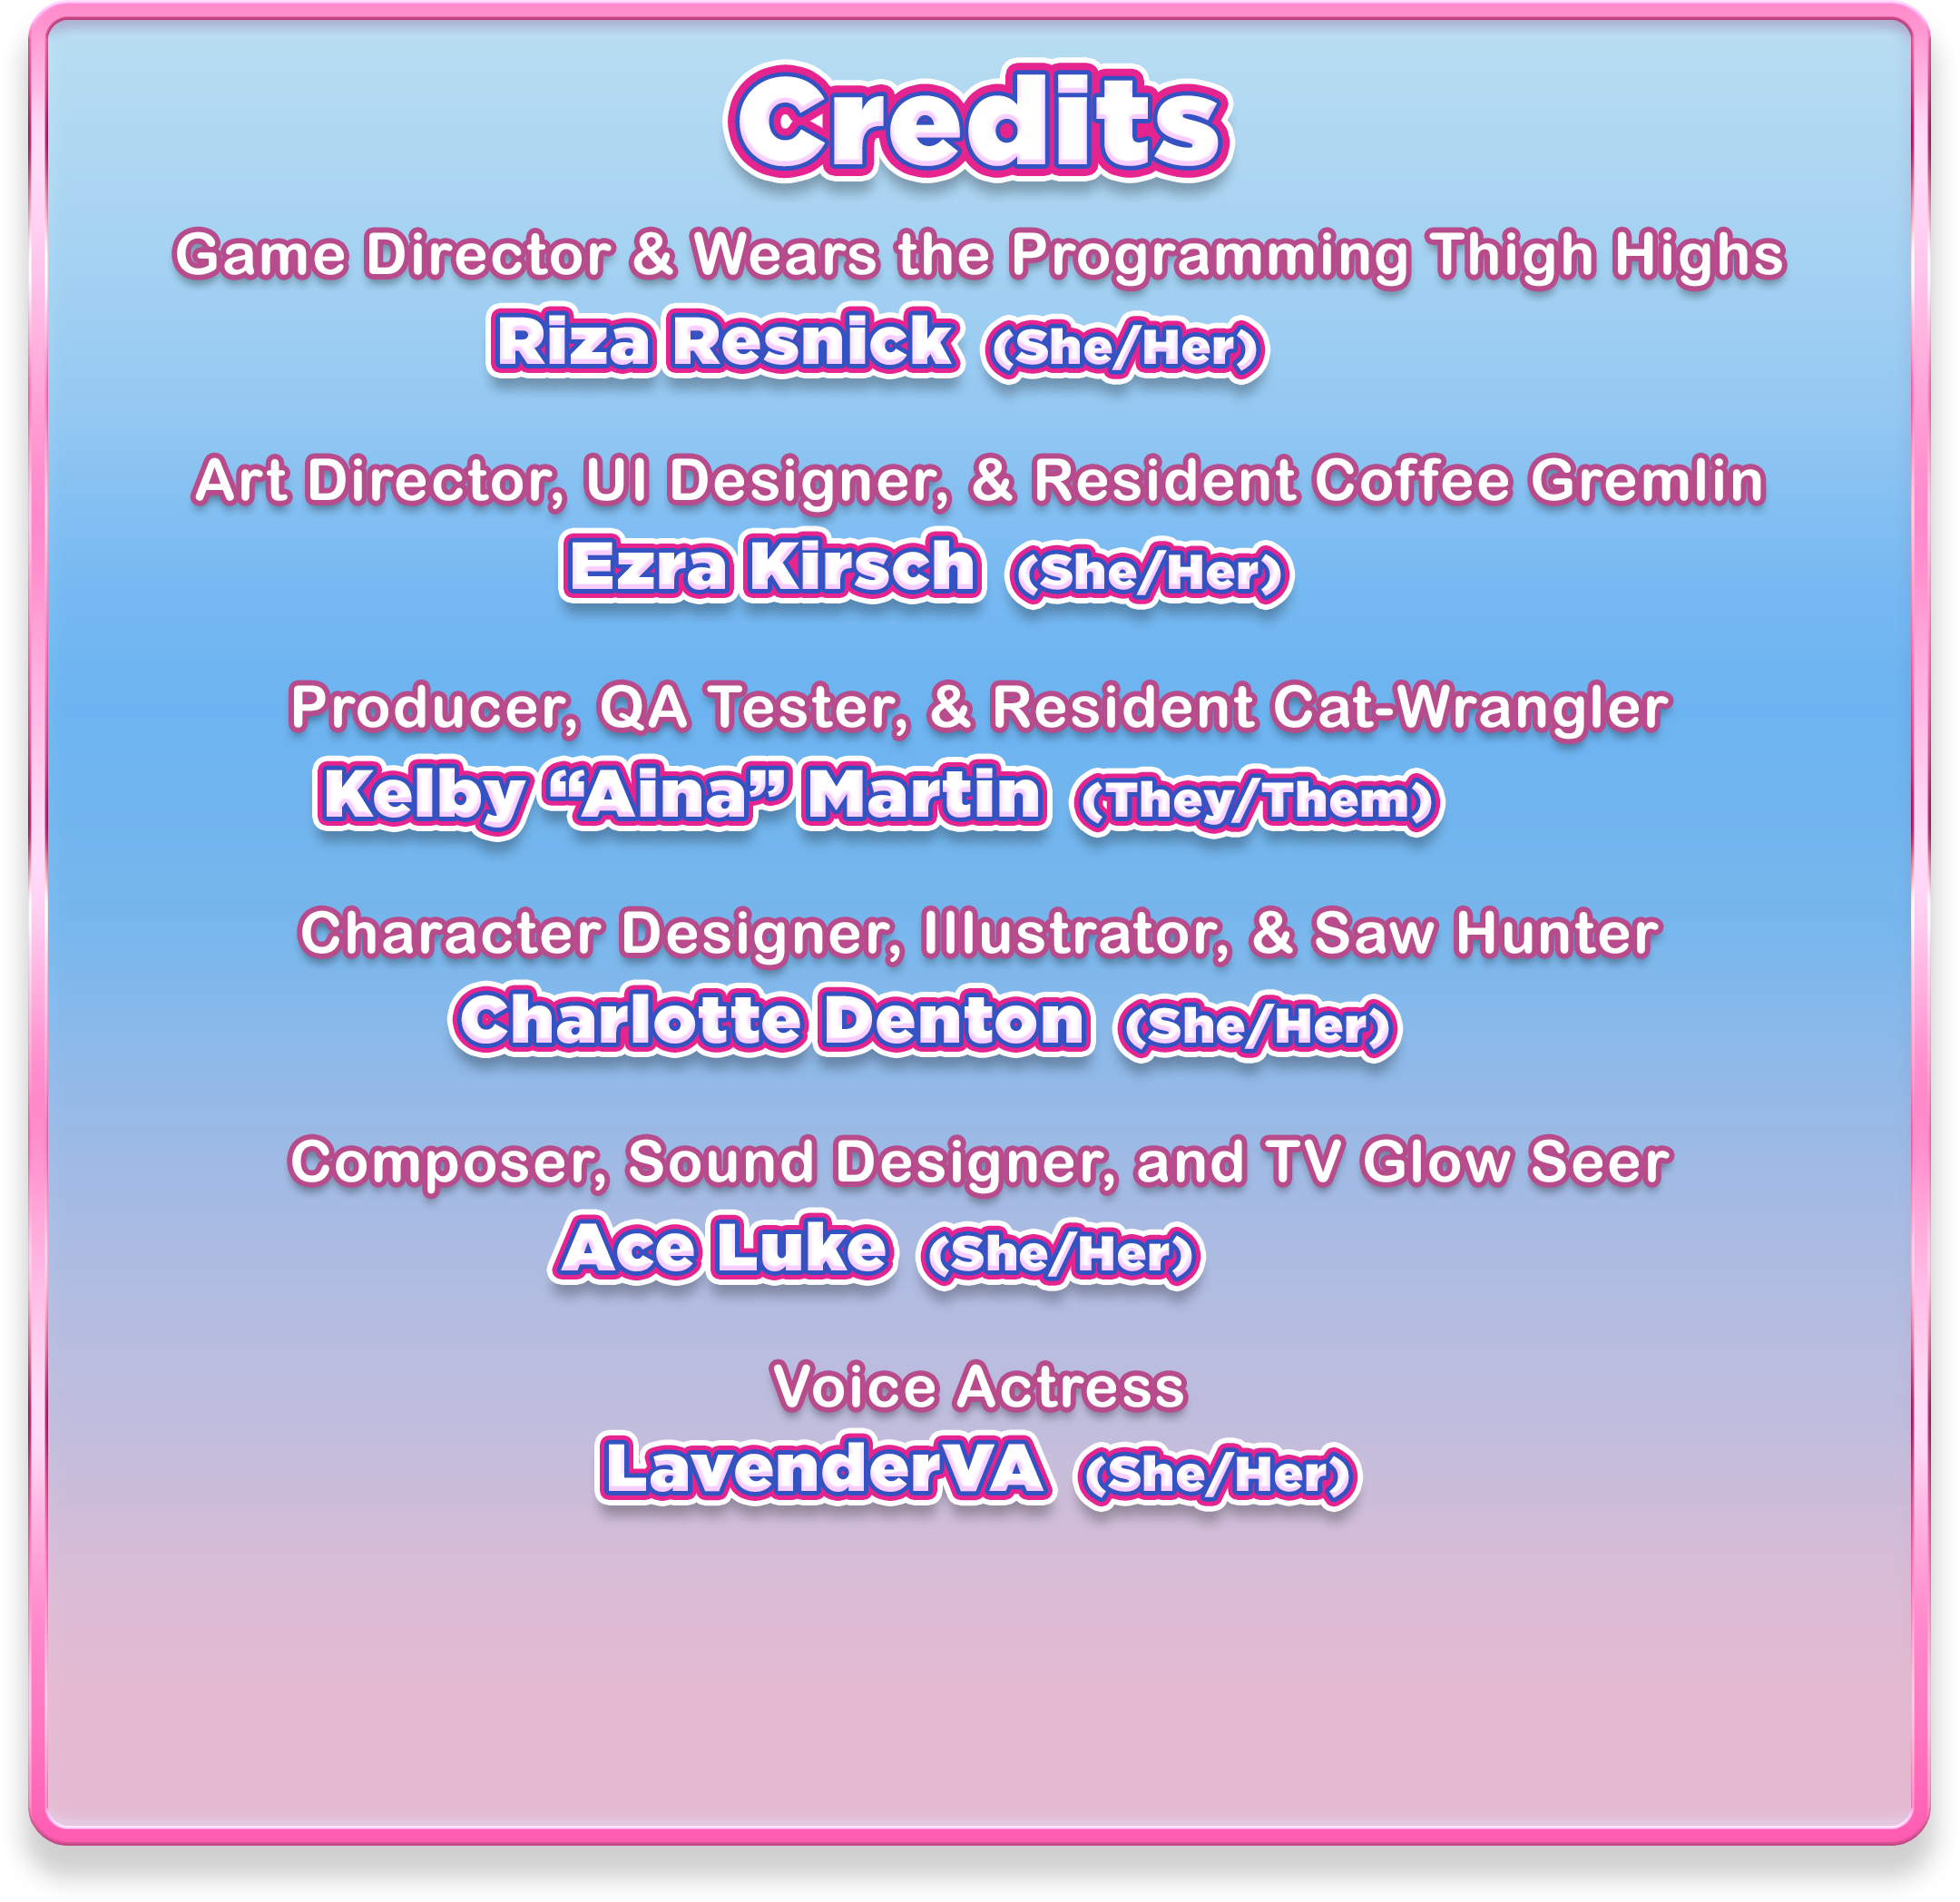 Credits
Game Director & Wears the Programming Thigh Highs
Riza Resnick (She/Her)
Art Director, UI Designer, & Resident Coffee Gremlin
Ezra Kirsch (She/Her)
Producer, QA Tester, & Resident Cat-Wrangler
Kelby “Aina” Martin (They/Them)
Character Designer, Illustrator, & Saw Hunter
Charlotte Denton (She/Her)
Composer, Sound Designer, and TV Glow Seer
Ace Luke (She/Her)
Voice Actress
LavenderVA (She/Her)